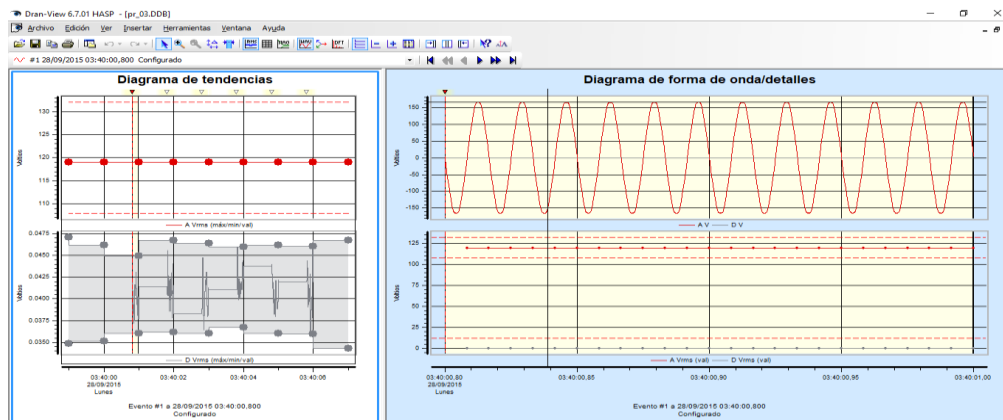 Dran-View 6.7.01 HASP - [pr_03.DDB]
Archivo Edición Ver Insertar Herramientas Ventana Ayuda
#1 28/09/2015 03:40:00,800 Configurado
Diagrama de tendencias
130
125
120
115
110
Voltios
A Vrms (máx/mín/val)
0.0475
0.0450
0.0425
0.0400
0.0375
0.0350
Voltios
D Vrms (máx/mín/val)
03:40:00 03:40:02 03:40:04 03:40:06
28/09/2015
Lunes
Evento #1 a 28/09/2015 03:40:00,800
Configurado
Diagrama de forma de onda/detalles
150
100
50
0
-50
-100
-150
Voltios
A V D V
125
100
75
50
25
0
Voltios
A Vrms (val) D Vrms (val)
03:40:00,80 03:40:00,85 03:40:00,90 03:40:00,95 03:40:01,00
28/09/2015
Lunes
Evento #1 a 28/09/2015 03:40:00,800
Configurado